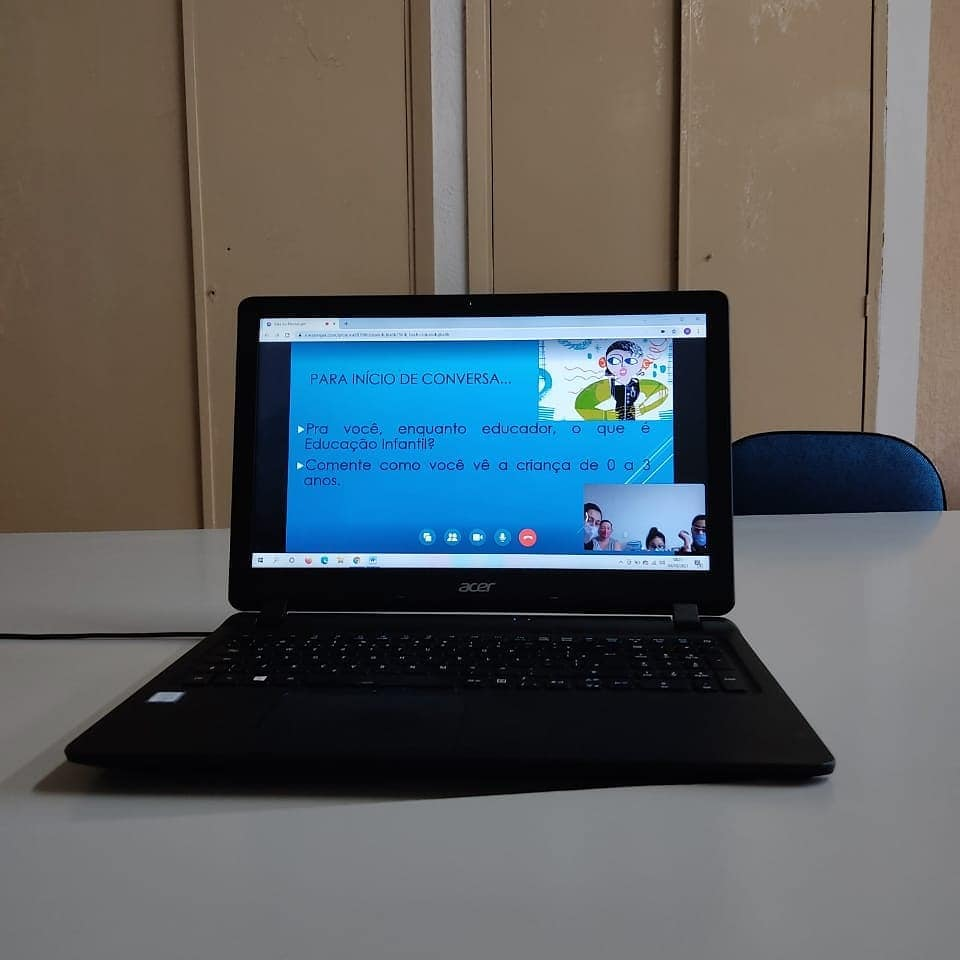 PARA INÍCIO DE CONVERSA...
Pra você, enquanto educador, o que é
Educação Infantil?
Comente como você vê a criança de 0 a 3
anos.
acer